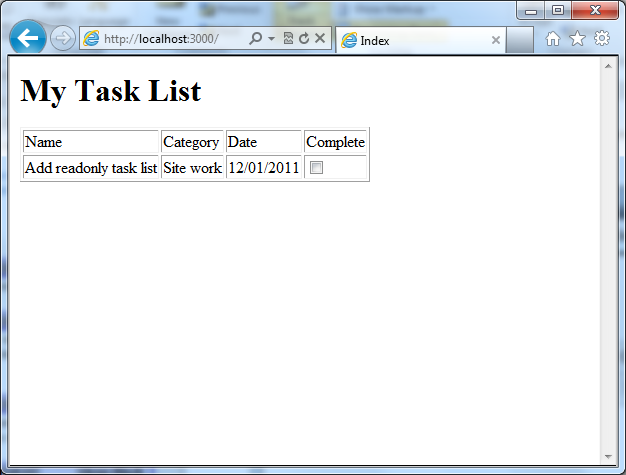 http://localhost:3000/
Index
My Task List
Name Category Date Complete
Add readonly task list Site work 12/01/2011